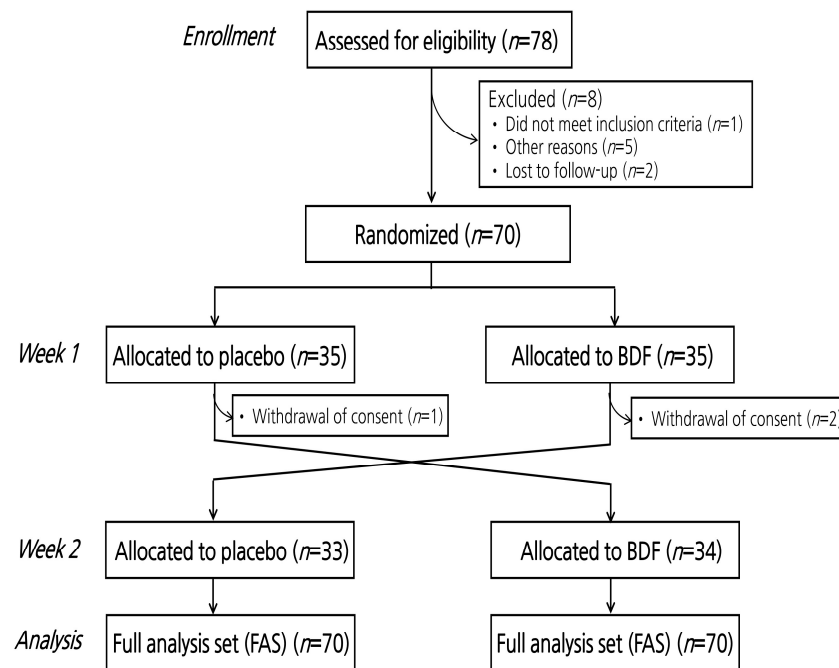 Enrollment
Assessed for eligibility (n=78)
Excluded (n=8)
• Did not meet inclusion criteria (n=1)
• Other reasons (n=5)
• Lost to follow-up (n=2)
Randomized (n=70)
Week 1
Allocated to placebo (n=35)
Allocated to BDF (n=35)
• Withdrawal of consent (n=1)
• Withdrawal of consent (n=2)
Week 2
Allocated to placebo (n=33)
Allocated to BDF (n=34)
Analysis
Full analysis set (FAS) (n=70)
Full analysis set (FAS) (n=70)